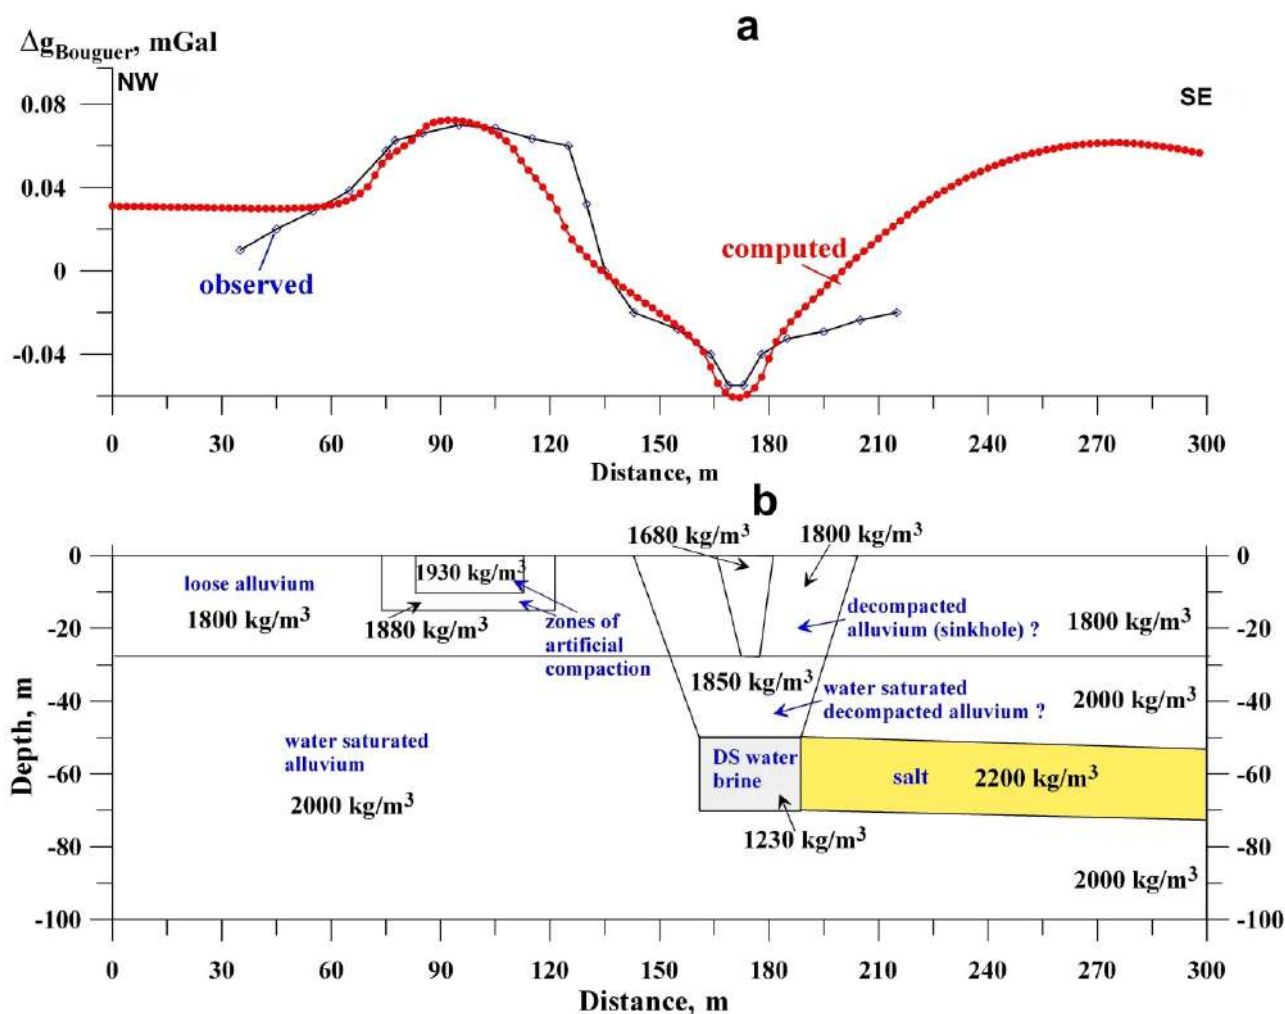 a
Δg_Bouguer, mGal
NW
SE
0.08
0.04
0
-0.04
observed
computed
0 30 60 90 120 150 180 210 240 270 300
Distance, m
b
1680 kg/m³
1800 kg/m³
0
-20
-40
-60
-80
-100
Depth, m
loose alluvium
1800 kg/m³
1930 kg/m³
1880 kg/m³
zones of
artificial
compaction
decompacted
alluvium (sinkhole) ?
1800 kg/m³
1850 kg/m³
water saturated
decompacted alluvium ?
2000 kg/m³
water saturated
alluvium
2000 kg/m³
DS water
brine
salt 2200 kg/m³
1230 kg/m³
2000 kg/m³
0
-20
-40
-60
-80
-100
0 30 60 90 120 150 180 210 240 270 300
Distance, m